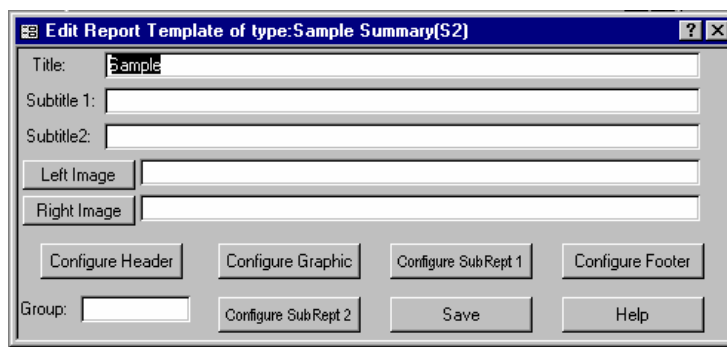 Edit Report Template of type:Sample Summary(S2)
Title: Sample
Subtitle 1:
Subtitle2:
Left Image
Right Image
Configure Header Configure Graphic Configure SubRept 1 Configure Footer
Group: Configure SubRept 2 Save Help